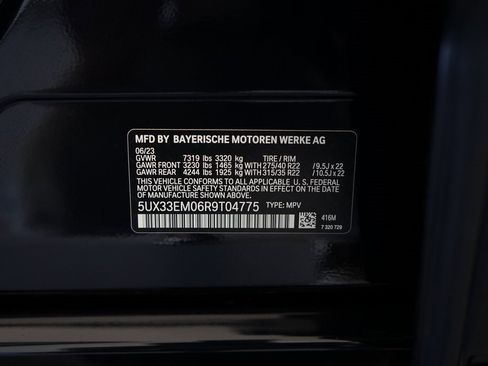 MFD BY BAYERISCHE MOTOREN WERKE AG
06/23
GVWR 7319 lbs 3320 kg TIRE / RIM
GAWR FRONT 3230 lbs 1465 kg WITH 275/40 R22 / 9.5J x 22
GAWR REAR 4244 lbs 1925 kg WITH 315/35 R22 / 10.5J x 22
THIS VEHICLE CONFORMS TO ALL APPLICABLE U.S. FEDERAL
MOTOR VEHICLE SAFETY STANDARDS IN EFFECT ON THE
DATE OF MANUFACTURE SHOWN ABOVE.
5UX33EM06R9T04775 TYPE: MPV
416M
7 320 729